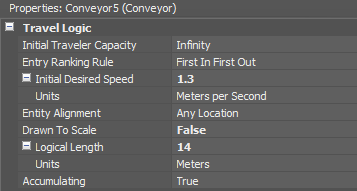 Properties: Conveyor5 (Conveyor)
Travel Logic
Initial Traveler Capacity Infinity
Entry Ranking Rule First In First Out
Initial Desired Speed 1.3
Units Meters per Second
Entity Alignment Any Location
Drawn To Scale False
Logical Length 14
Units Meters
Accumulating True